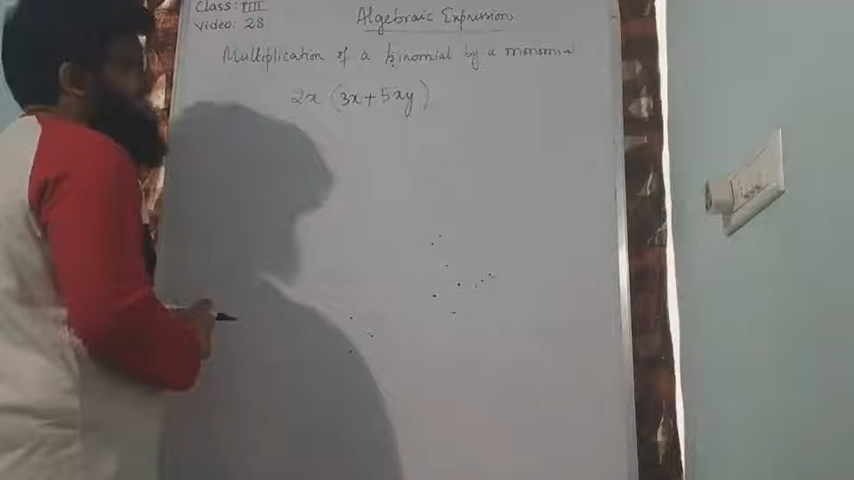 Class: VIII
Algebraic Expressions
Video: 28
Multiplication of a binomial by a monomial
2x (3x+5xy)